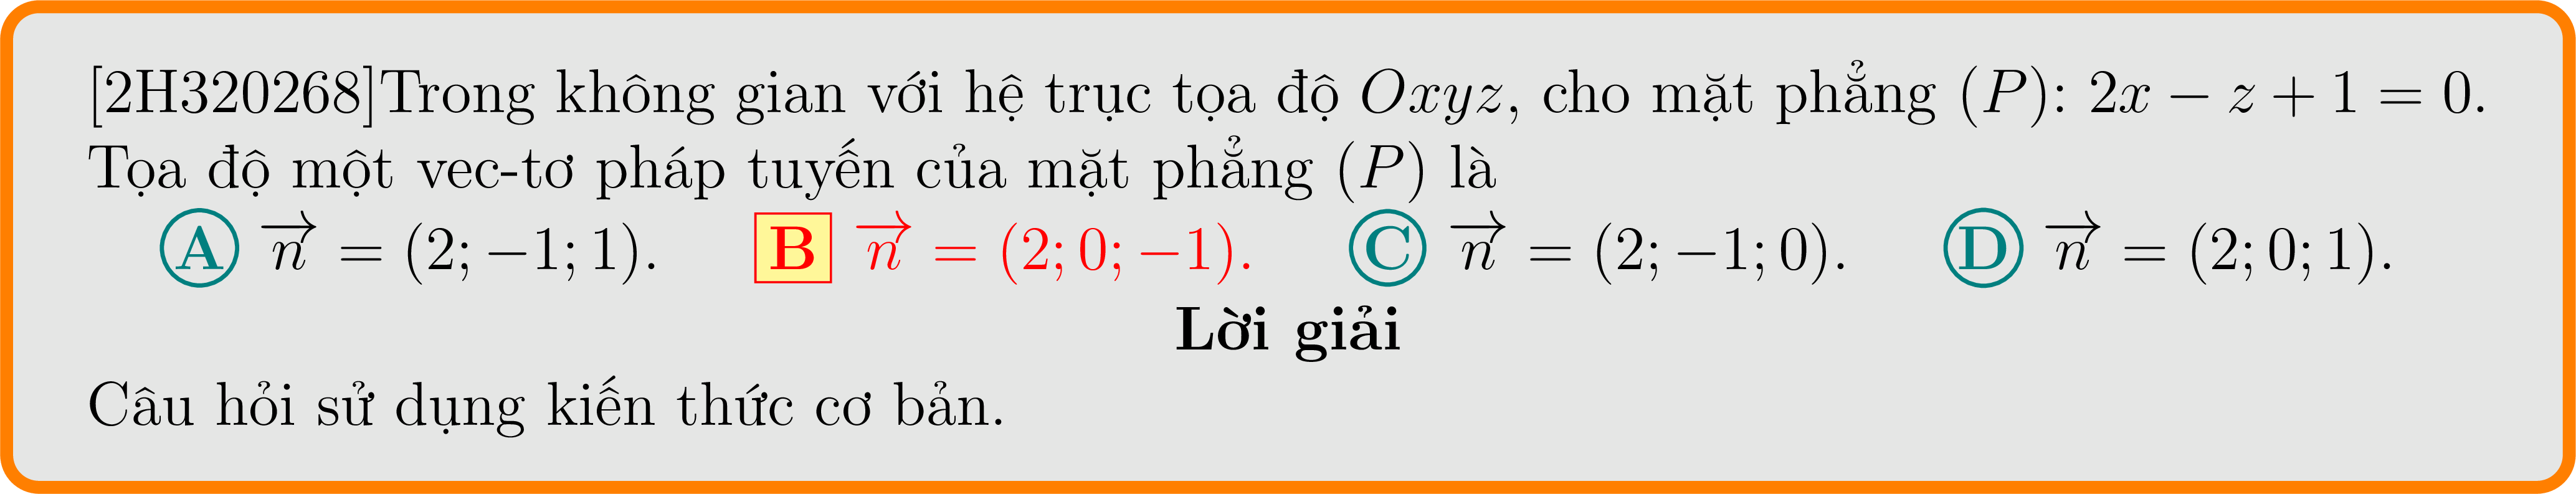 [2H320268]Trong không gian với hệ trục tọa độ Oxyz, cho mặt phẳng (P): 2x − z + 1 = 0.
Tọa độ một vec-tơ pháp tuyến của mặt phẳng (P) là
A $\overrightarrow{n}$ = (2; −1; 1). B $\overrightarrow{n}$ = (2; 0; −1). C $\overrightarrow{n}$ = (2; −1; 0). D $\overrightarrow{n}$ = (2; 0; 1).
Lời giải
Câu hỏi sử dụng kiến thức cơ bản.